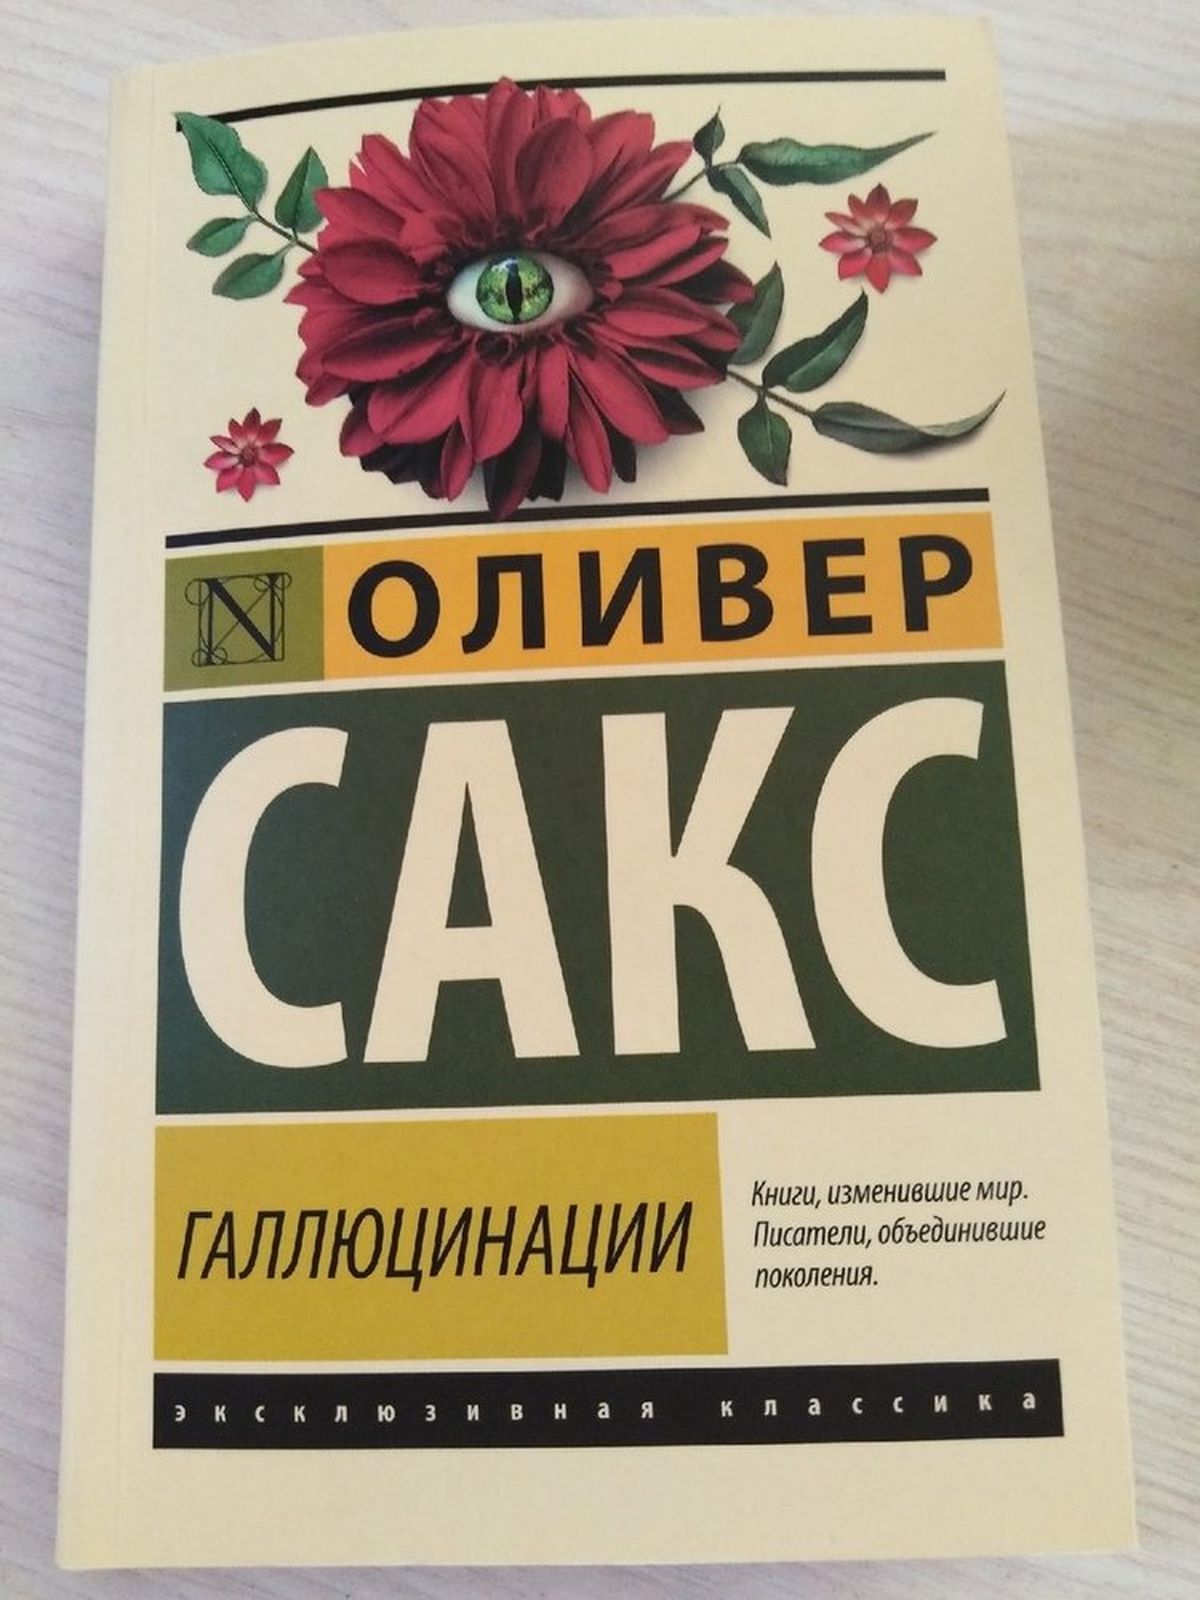 N ОЛИВЕР
САКС
ГАЛЛЮЦИНАЦИИ
Книги, изменившие мир.
Писатели, объединившие
поколения.
эксклюзивная классика